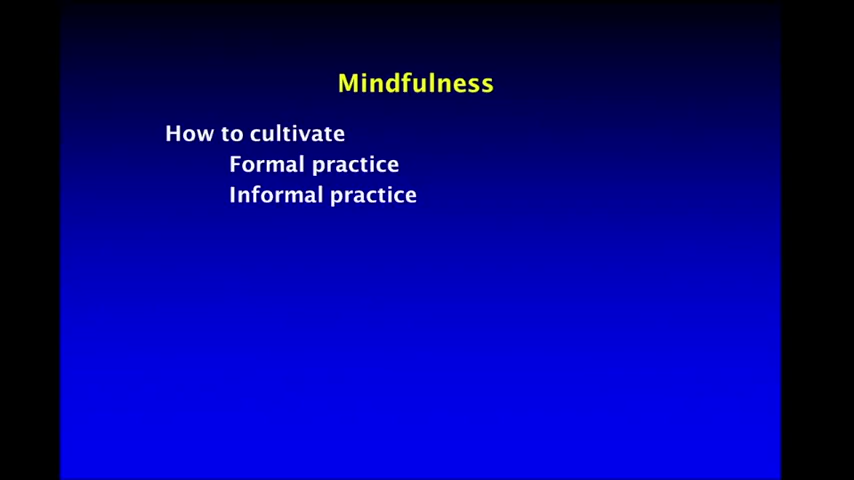 Mindfulness
How to cultivate
Formal practice
Informal practice